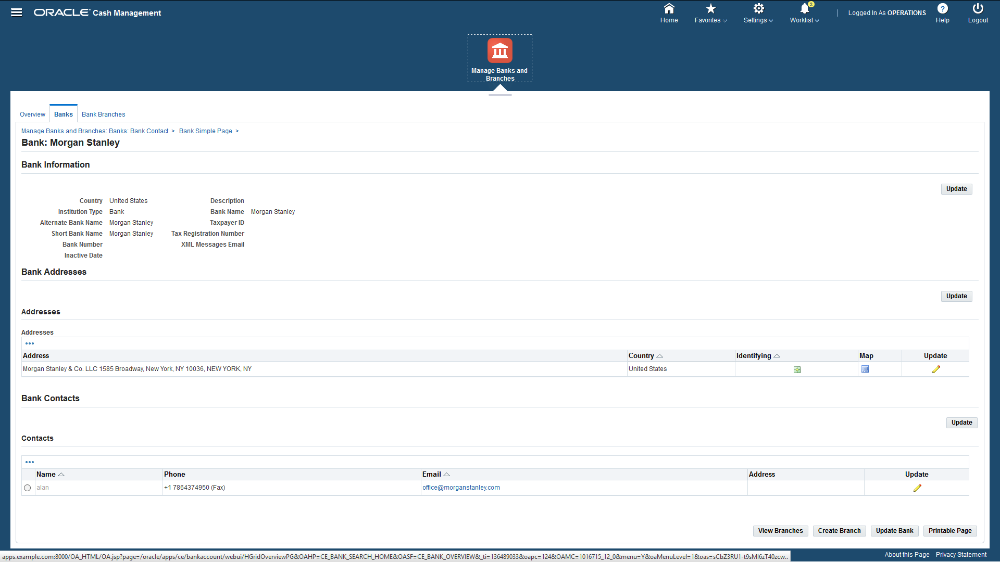 ORACLE Cash Management
Home
Favorites
Settings
Worklist
3
Logged In As OPERATIONS
? Help
Logout
Manage Banks and
Branches
Overview
Banks
Bank Branches
Manage Banks and Branches: Banks: Bank Contact > Bank Simple Page >
Bank: Morgan Stanley
Bank Information
Update
Country United States Description
Institution Type Bank Bank Name Morgan Stanley
Alternate Bank Name Morgan Stanley Taxpayer ID
Short Bank Name Morgan Stanley Tax Registration Number
Bank Number XML Messages Email
Inactive Date
Bank Addresses
Update
Addresses
Addresses
Address Country Identifying Map Update
Morgan Stanley & Co. LLC 1585 Broadway, New York, NY 10036, NEW YORK, NY United States
Bank Contacts
Update
Contacts
Name Phone Email Address Update
alan +1 7864374950 (Fax) office@morganstanley.com
View Branches Create Branch Update Bank Printable Page
About this Page Privacy Statement
apps.example.com:8000/OA_HTML/OA.jsp?page=/oracle/apps/ce/bankaccount/webui/HGridOverviewPG&OAHP=CE_BANK_SEARCH_HOME&OASF=CE_BANK_OVERVIEW&_ti=136489033&oapc=124&OAMC=1016715_12_0&menu=Y&oaMenuLevel=1&oas=sCbZ3RU1-t9sMl6zT40zcw..